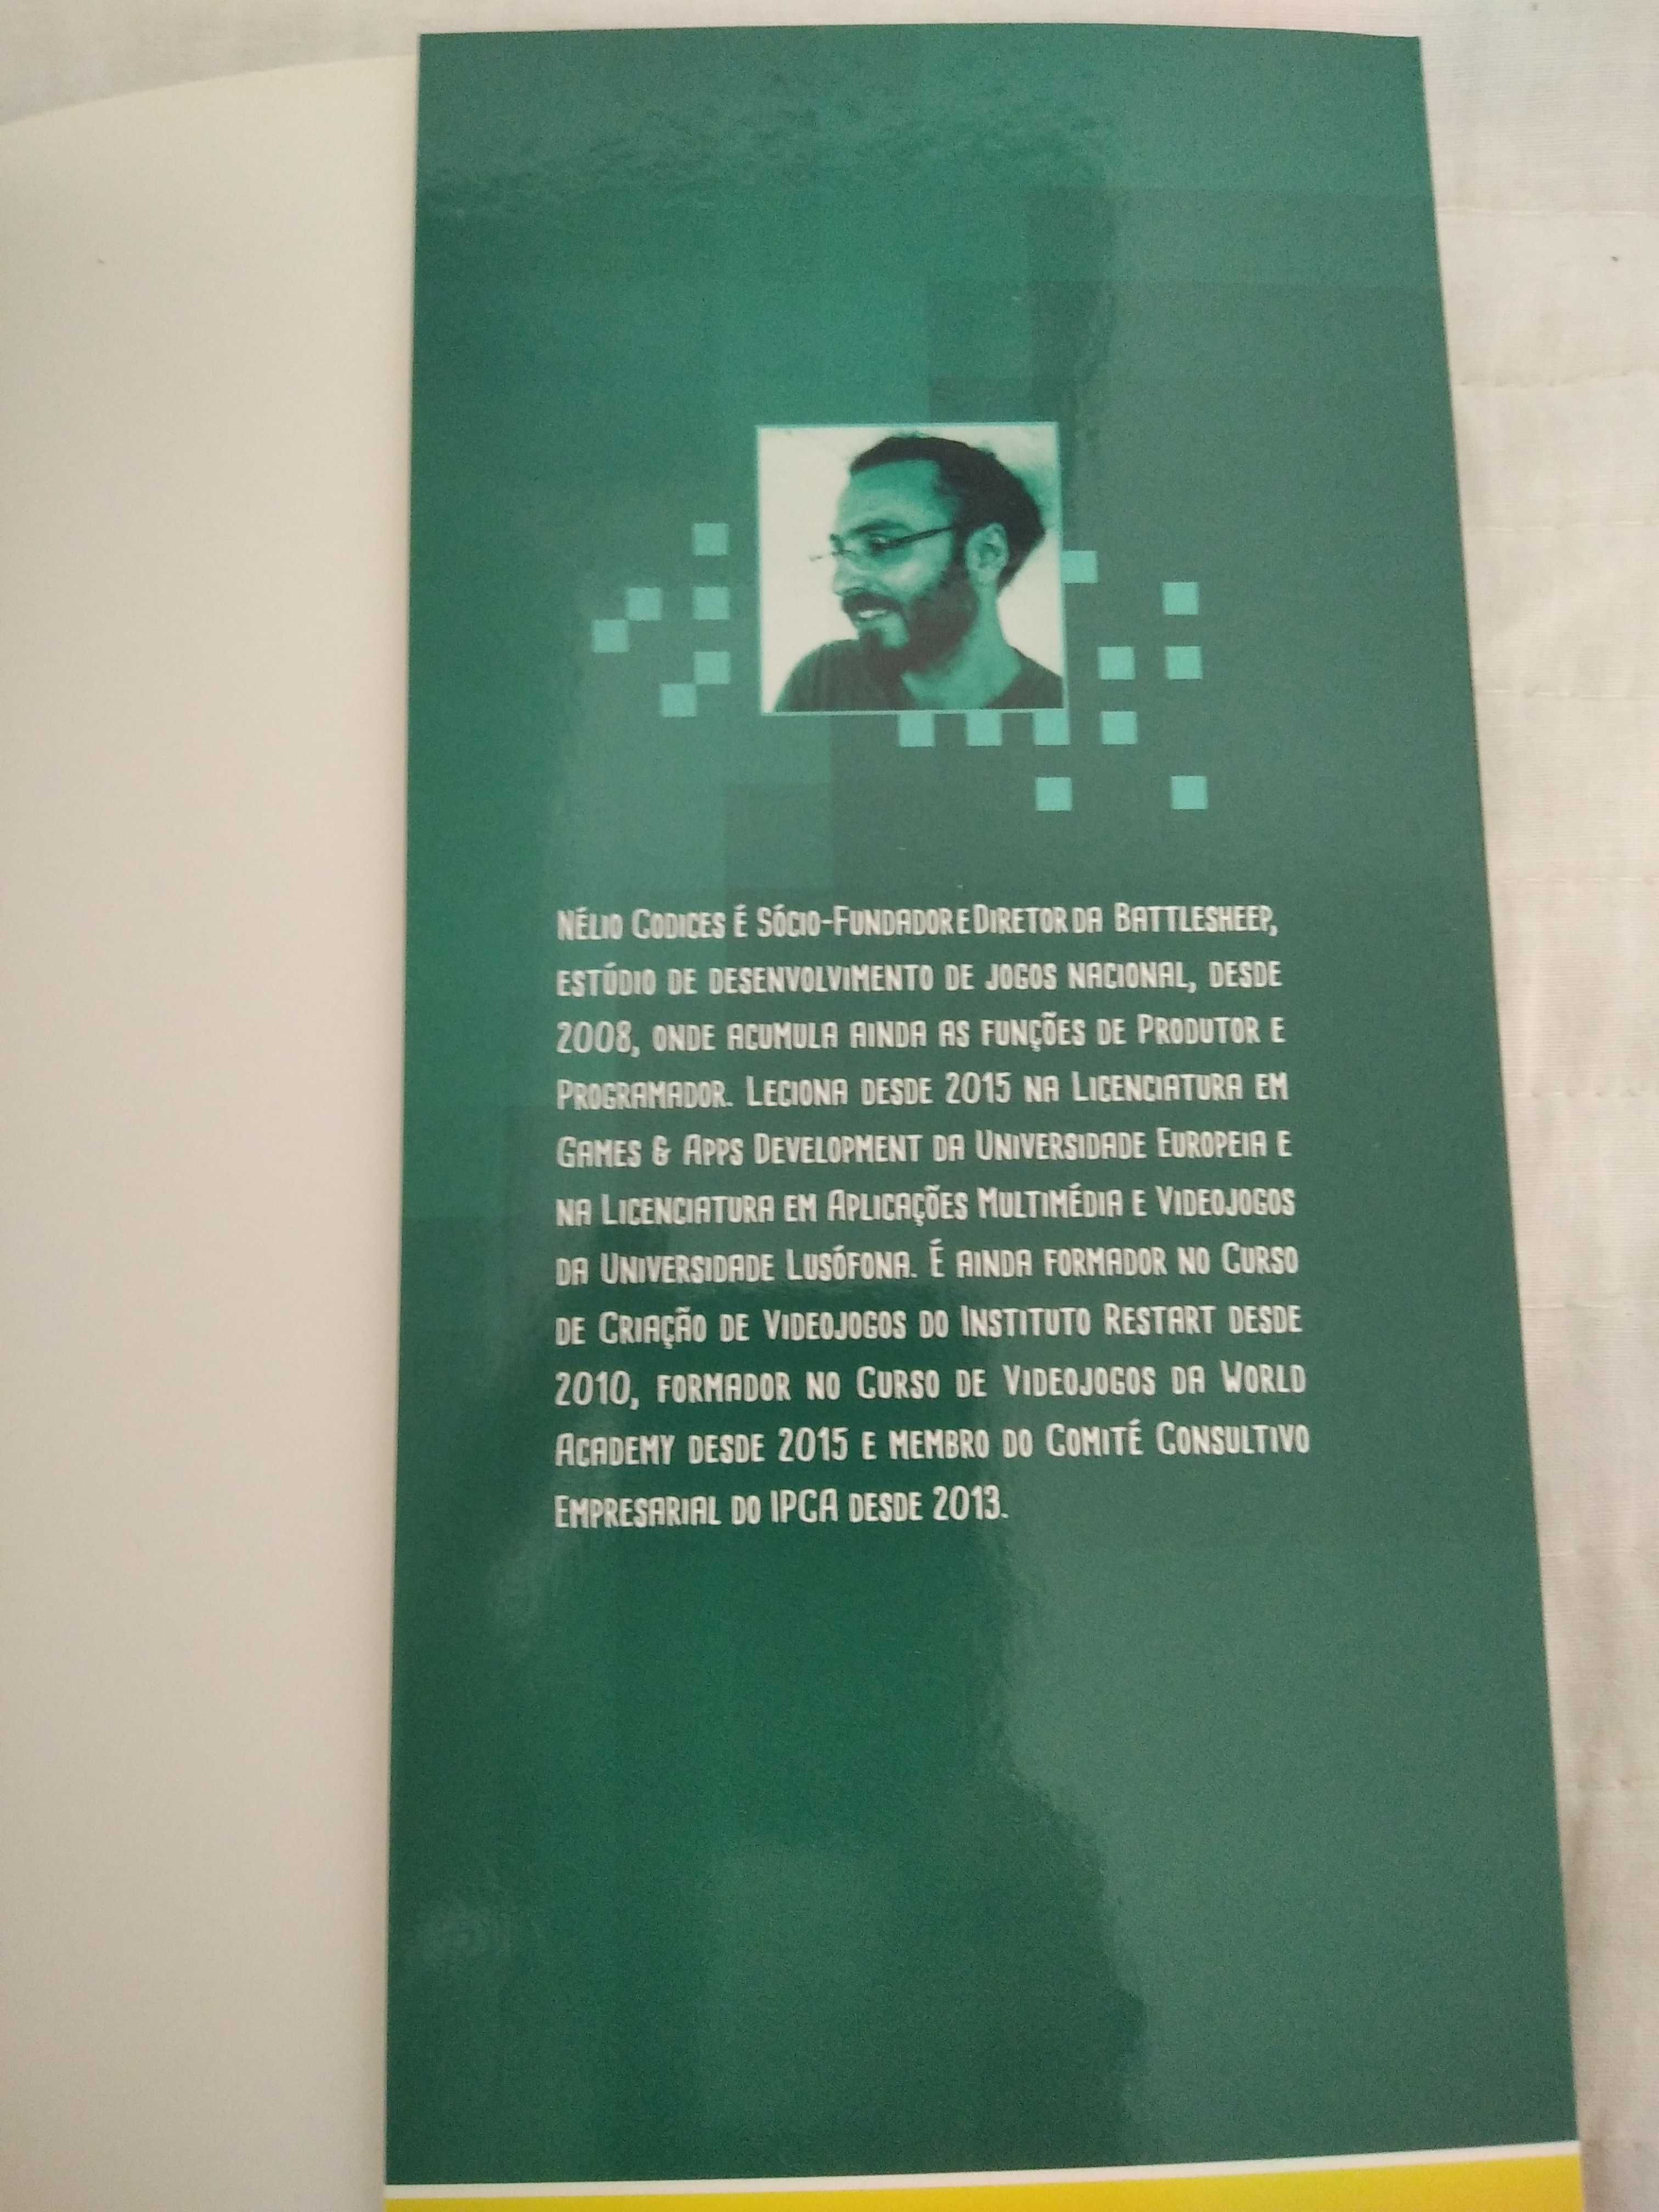 Nélio Codices é Sócio-Fundador e Diretor da Battlesheep,
estúdio de desenvolvimento de jogos nacional, desde
2008, onde acumula ainda as funções de Produtor e
Programador. Leciona desde 2015 na Licenciatura em
Games & Apps Development da Universidade Europeia e
na Licenciatura em Aplicações Multimédia e Videojogos
da Universidade Lusófona. É ainda formador no Curso
de Criação de Videojogos do Instituto Restart desde
2010, formador no Curso de Videojogos da World
Academy desde 2015 e membro do Comité Consultivo
Empresarial do IPCA desde 2013.